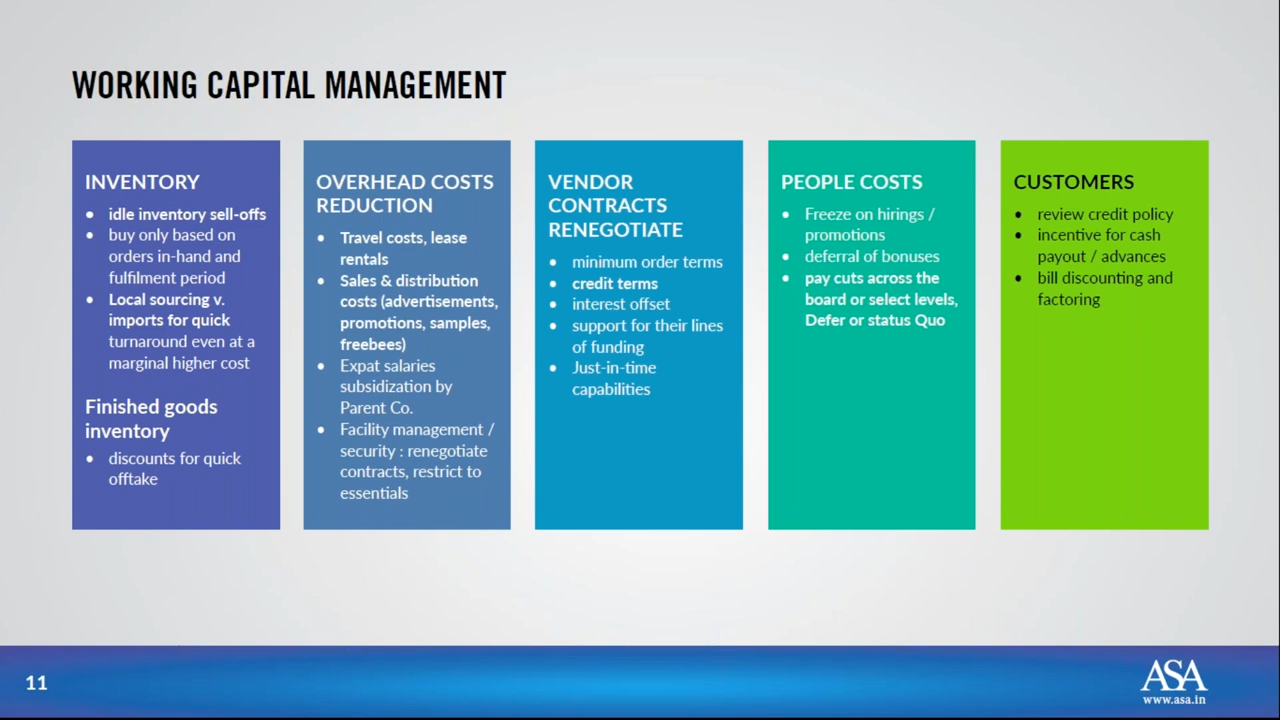 WORKING CAPITAL MANAGEMENT
INVENTORY
• idle inventory sell-offs
• buy only based on
orders in-hand and
fulfilment period
• Local sourcing v.
imports for quick
turnaround even at a
marginal higher cost
Finished goods
inventory
• discounts for quick
offtake
OVERHEAD COSTS
REDUCTION
• Travel costs, lease
rentals
• Sales & distribution
costs (advertisements,
promotions, samples,
freebees)
• Expat salaries
subsidization by
Parent Co.
• Facility management /
security : renegotiate
contracts, restrict to
essentials
VENDOR
CONTRACTS
RENEGOTIATE
• minimum order terms
• credit terms
• interest offset
• support for their lines
of funding
• Just-in-time
capabilities
PEOPLE COSTS
• Freeze on hirings /
promotions
• deferral of bonuses
• pay cuts across the
board or select levels,
Defer or status Quo
CUSTOMERS
• review credit policy
• incentive for cash
payout / advances
• bill discounting and
factoring
11
ASA
www.asa.in